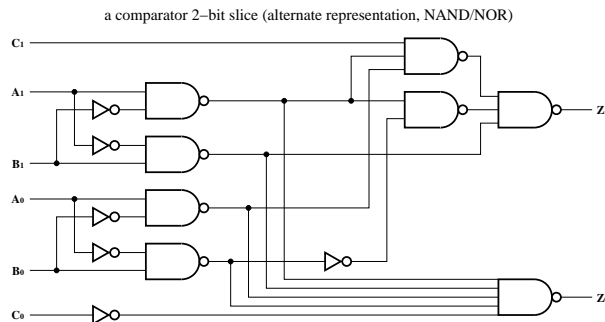 a comparator 2−bit slice (alternate representation, NAND/NOR)
C1
A1
Z
B1
A0
B0
Z
C0